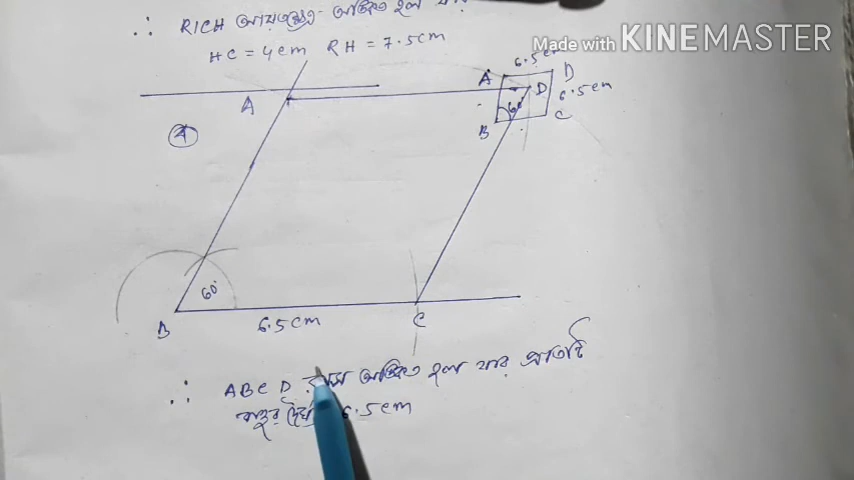 ∴ RICH আয়তক্ষেত্র অঙ্কিত হল যার
HC = 4cm RH = 7.5cm
Made with KINEMASTER
6.5cm
A D
6.5cm
60°
B C
A D
④
60°
B 6.5cm C
∴ ABCD রম্বস অঙ্কিত হল যার প্রতিটি
বাহুর দৈর্ঘ্য 6.5cm